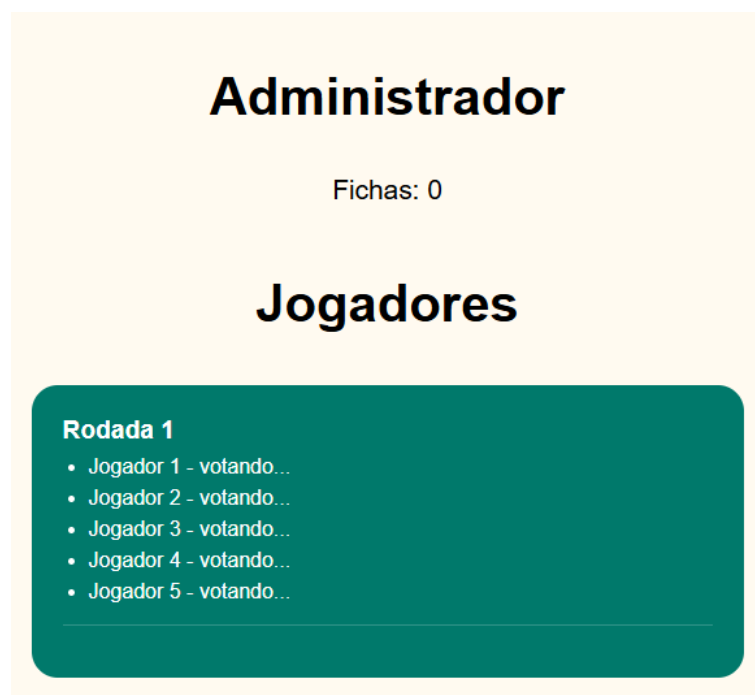 Administrador
Fichas: 0
Jogadores
Rodada 1
Jogador 1 - votando...
Jogador 2 - votando...
Jogador 3 - votando...
Jogador 4 - votando...
Jogador 5 - votando...